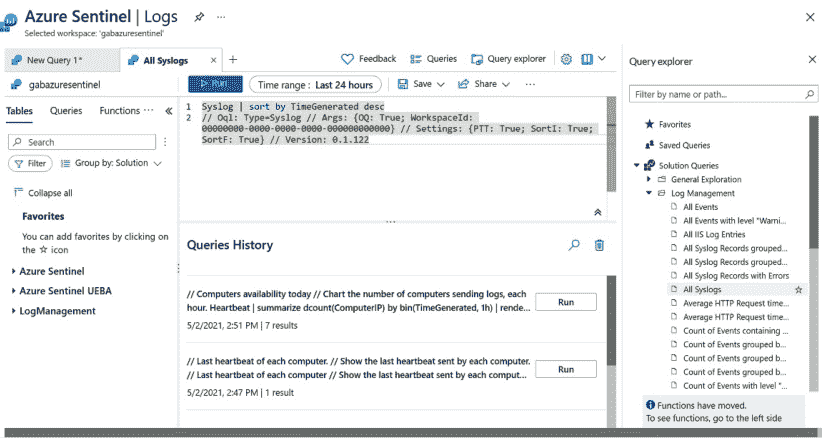 Azure Sentinel | Logs
Selected workspace: 'gabazuresentinel'
New Query 1*
All Syslogs
Feedback
Queries
Query explorer
gabazuresentinel
Run
Time range : Last 24 hours
Save
Share
Tables
Queries
Functions
Search
Filter
Group by: Solution
Collapse all
Favorites
You can add favorites by clicking on
the ☆ icon
Azure Sentinel
Azure Sentinel UEBA
LogManagement
1 Syslog | sort by TimeGenerated desc
2 // Oql: Type=Syslog // Args: {OQ: True; WorkspaceId:
00000000-0000-0000-0000-000000000000} // Settings: {PTT: True; SortI: True;
SortF: True} // Version: 0.1.122
Queries History
// Computers availability today // Chart the number of computers sending logs, each
hour. Heartbeat | summarize dcount(ComputerIP) by bin(TimeGenerated, 1h) | rende...
Run
5/2/2021, 2:51 PM | 7 results
// Last heartbeat of each computer. // Show the last heartbeat sent by each computer.
// Last heartbeat of each computer // Show the last heartbeat sent by each comput...
Run
5/2/2021, 2:47 PM | 1 result
Query explorer
Filter by name or path...
Favorites
Saved Queries
Solution Queries
General Exploration
Log Management
All Events
All Events with level "Warni...
All IIS Log Entries
All Syslog Records grouped...
All Syslog Records grouped...
All Syslog Records with Errors
All Syslogs
Average HTTP Request time...
Average HTTP Request time...
Count of Events containing ...
Count of Events grouped b...
Count of Events grouped b...
Count of Events grouped b...
Count of Events with level "...
Functions have moved.
To see functions, go to the left side